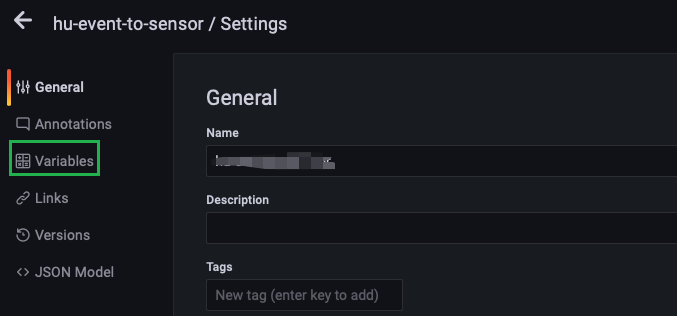 hu-event-to-sensor / Settings
General
Annotations
Variables
Links
Versions
JSON Model
General
Name
Description
Tags
New tag (enter key to add)